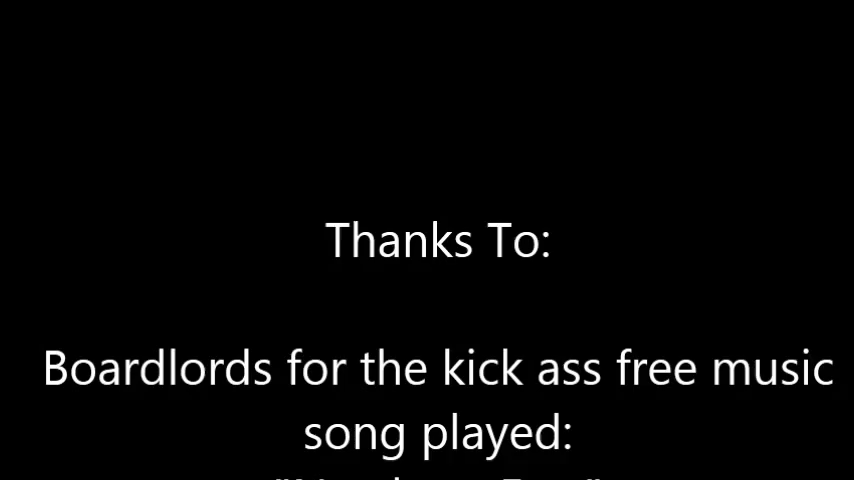 Thanks To:
Boardlords for the kick ass free music
song played: